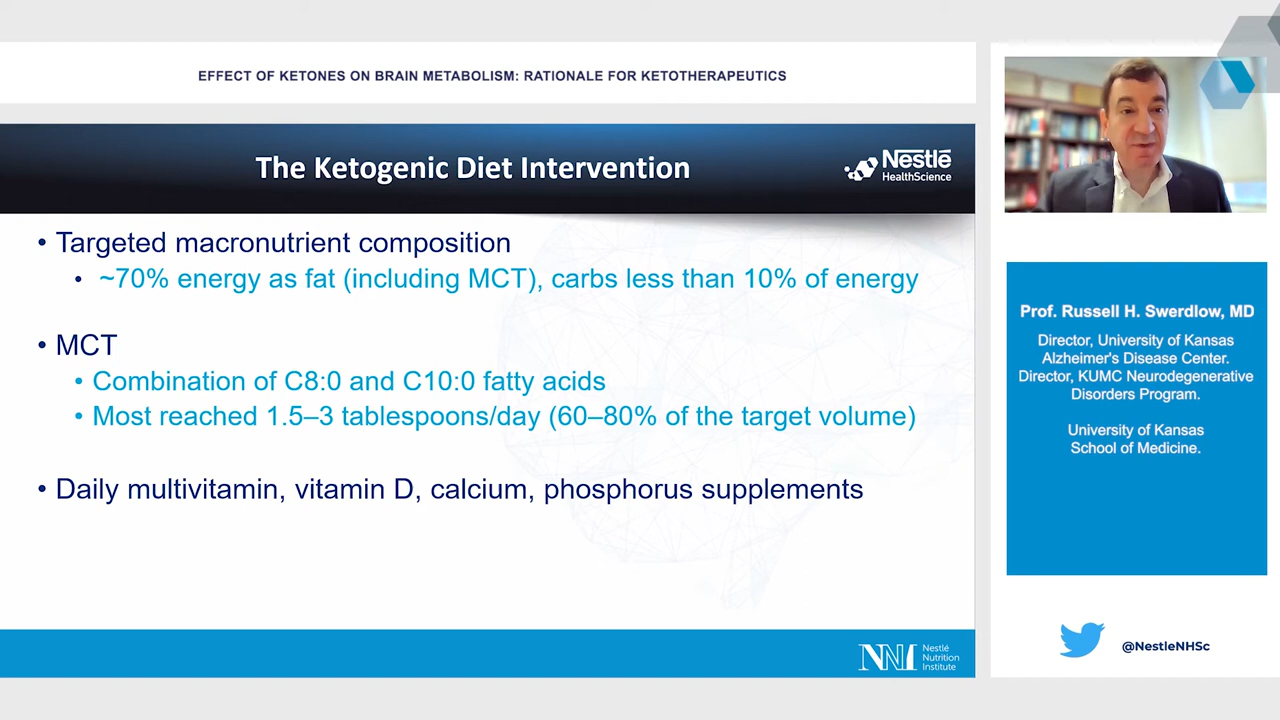 EFFECT OF KETONES ON BRAIN METABOLISM: RATIONALE FOR KETOTHERAPEUTICS
The Ketogenic Diet Intervention
Nestlé
HealthScience
• Targeted macronutrient composition
• ~70% energy as fat (including MCT), carbs less than 10% of energy
• MCT
• Combination of C8:0 and C10:0 fatty acids
• Most reached 1.5–3 tablespoons/day (60–80% of the target volume)
• Daily multivitamin, vitamin D, calcium, phosphorus supplements
NNI
Nestlé
Nutrition
Institute
Prof. Russell H. Swerdlow, MD
Director, University of Kansas
Alzheimer's Disease Center.
Director, KUMC Neurodegenerative
Disorders Program.
University of Kansas
School of Medicine.
@NestleNHSc